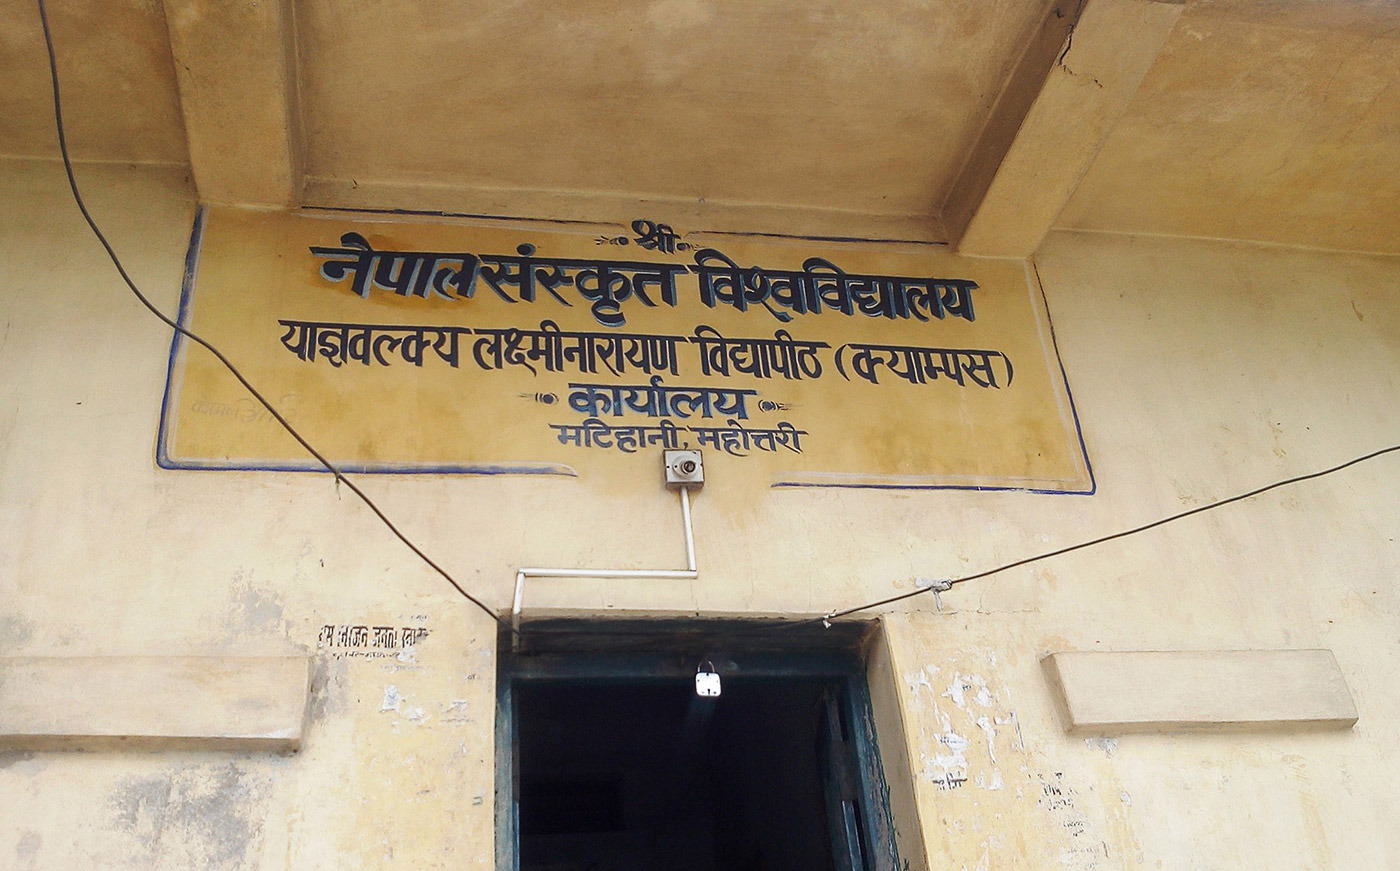 श्री
नेपाल संस्कृत विश्वविद्यालय
याज्ञवल्क्य लक्ष्मीनारायण विद्यापीठ (क्याम्पस)
कार्यालय
मटिहानी, महोत्तरी